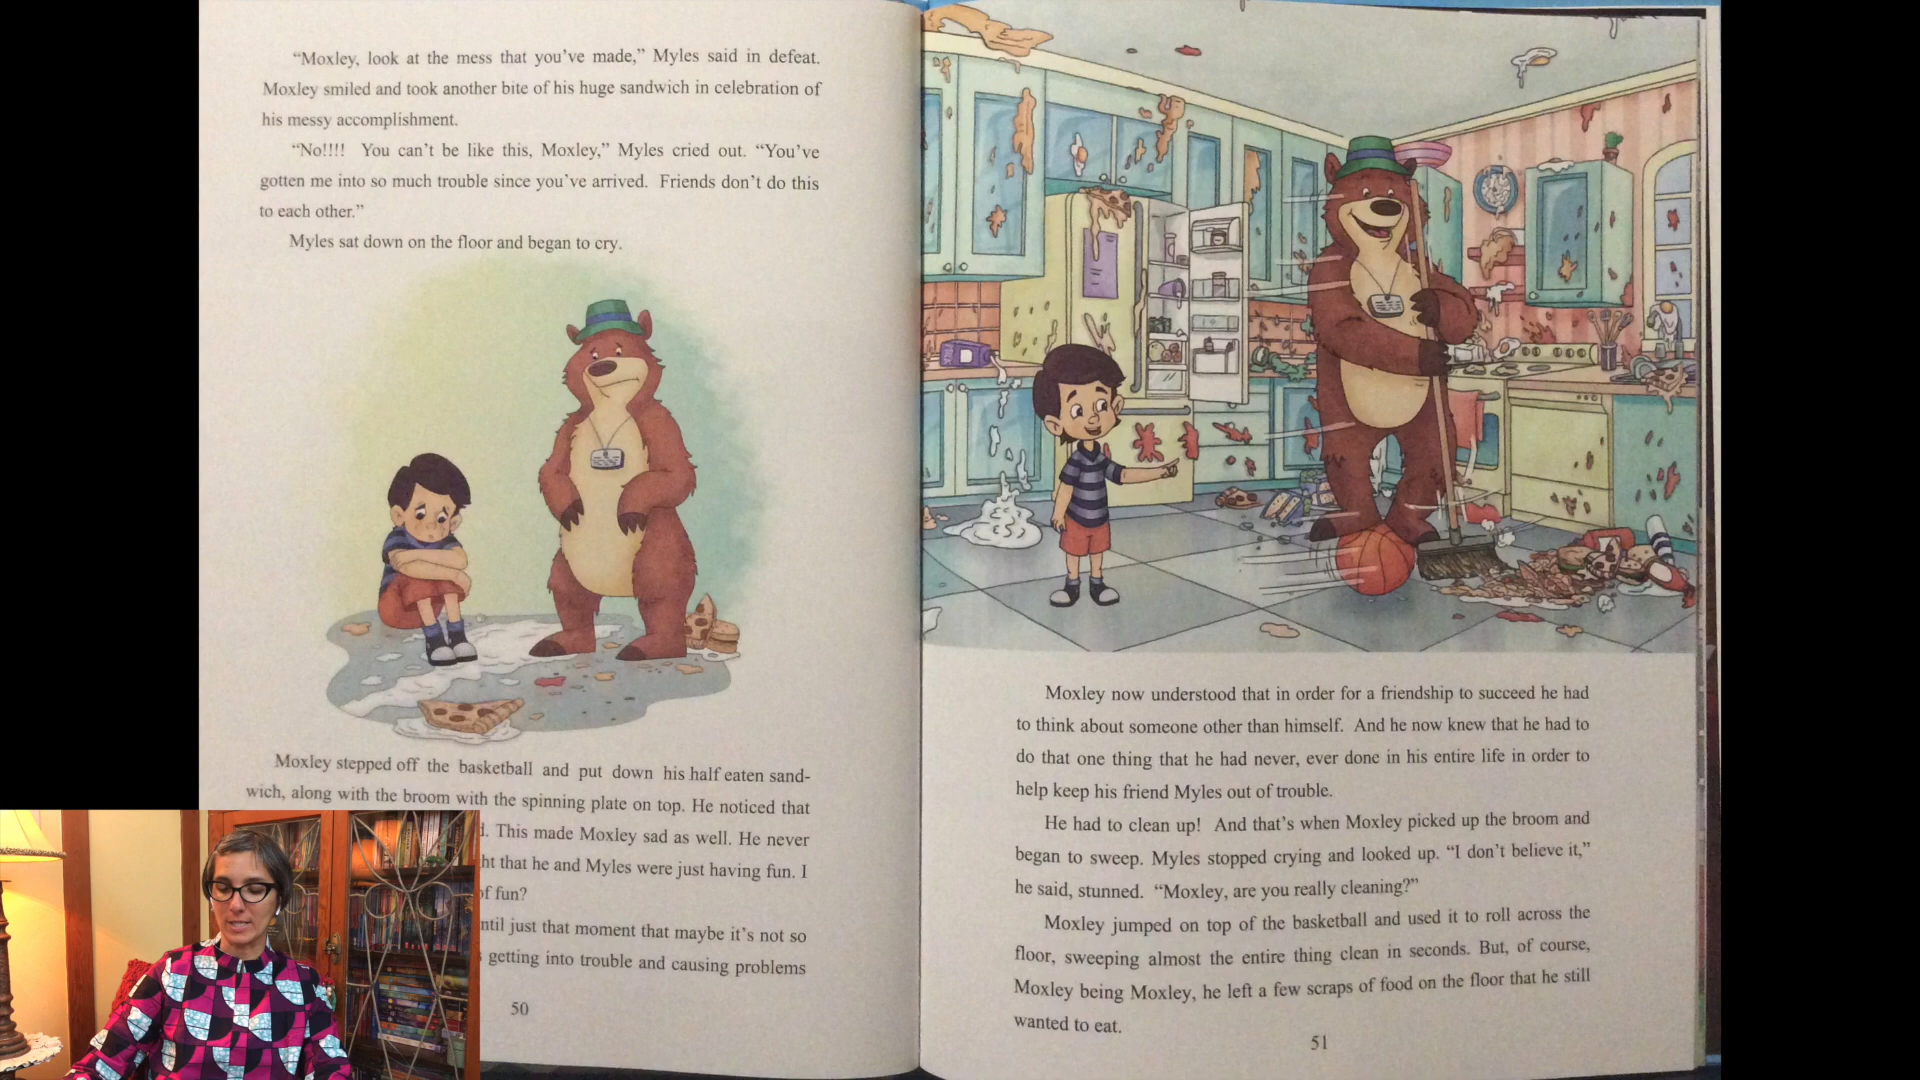 “Moxley, look at the mess that you’ve made,” Myles said in defeat.
Moxley smiled and took another bite of his huge sandwich in celebration of
his messy accomplishment.
“No!!!! You can’t be like this, Moxley,” Myles cried out. “You’ve
gotten me into so much trouble since you’ve arrived. Friends don’t do this
to each other.”
Myles sat down on the floor and began to cry.
Moxley stepped off the basketball and put down his half eaten sand-
wich, along with the broom with the spinning plate on top. He noticed that
This made Moxley sad as well. He never
that he and Myles were just having fun. I
of fun?
just that moment that maybe it’s not so
getting into trouble and causing problems
50
Moxley now understood that in order for a friendship to succeed he had
to think about someone other than himself. And he now knew that he had to
do that one thing that he had never, ever done in his entire life in order to
help keep his friend Myles out of trouble.
He had to clean up! And that’s when Moxley picked up the broom and
began to sweep. Myles stopped crying and looked up. “I don’t believe it,”
he said, stunned. “Moxley, are you really cleaning?”
Moxley jumped on top of the basketball and used it to roll across the
floor, sweeping almost the entire thing clean in seconds. But, of course,
Moxley being Moxley, he left a few scraps of food on the floor that he still
wanted to eat.
51